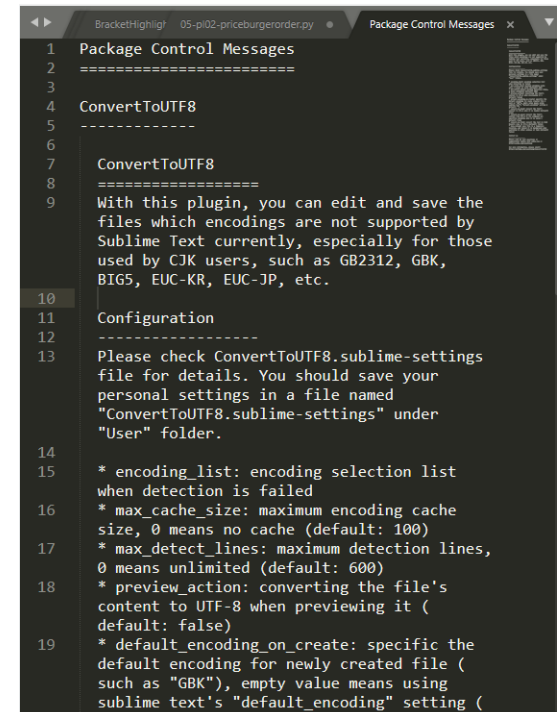 BracketHighligh 05-pl02-priceburgerorder.py Package Control Messages
1 Package Control Messages
2 ========================
3
4 ConvertToUTF8
5 -------------
6
7 ConvertToUTF8
8 ==================
9 With this plugin, you can edit and save the
files which encodings are not supported by
Sublime Text currently, especially for those
used by CJK users, such as GB2312, GBK,
BIG5, EUC-KR, EUC-JP, etc.
10
11 Configuration
12 ------------------
13 Please check ConvertToUTF8.sublime-settings
file for details. You should save your
personal settings in a file named
"ConvertToUTF8.sublime-settings" under
"User" folder.
14
15 * encoding_list: encoding selection list
when detection is failed
16 * max_cache_size: maximum encoding cache
size, 0 means no cache (default: 100)
17 * max_detect_lines: maximum detection lines,
0 means unlimited (default: 600)
18 * preview_action: converting the file's
content to UTF-8 when previewing it (
default: false)
19 * default_encoding_on_create: specific the
default encoding for newly created file (
such as "GBK"), empty value means using
sublime text's "default_encoding" setting (